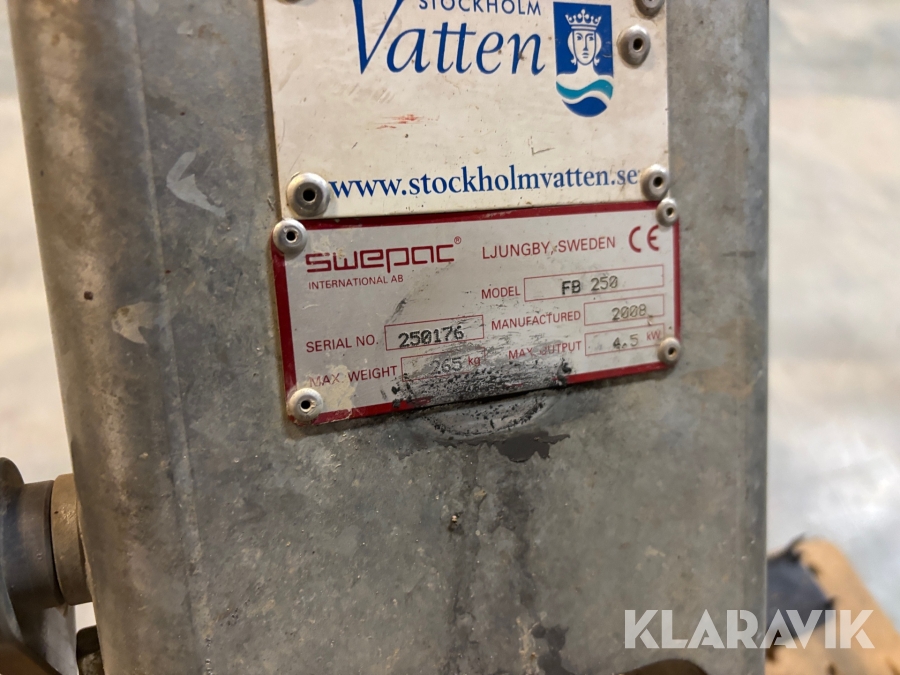 STOCKHOLM
Vatten
www.stockholmvatten.se
swepac® LJUNGBY, SWEDEN CE
INTERNATIONAL AB
MODEL FB 250
SERIAL NO. 250176 MANUFACTURED 2008
MAX. WEIGHT 265 kg MAX. OUTPUT 4.5 kW
KLARAVIK